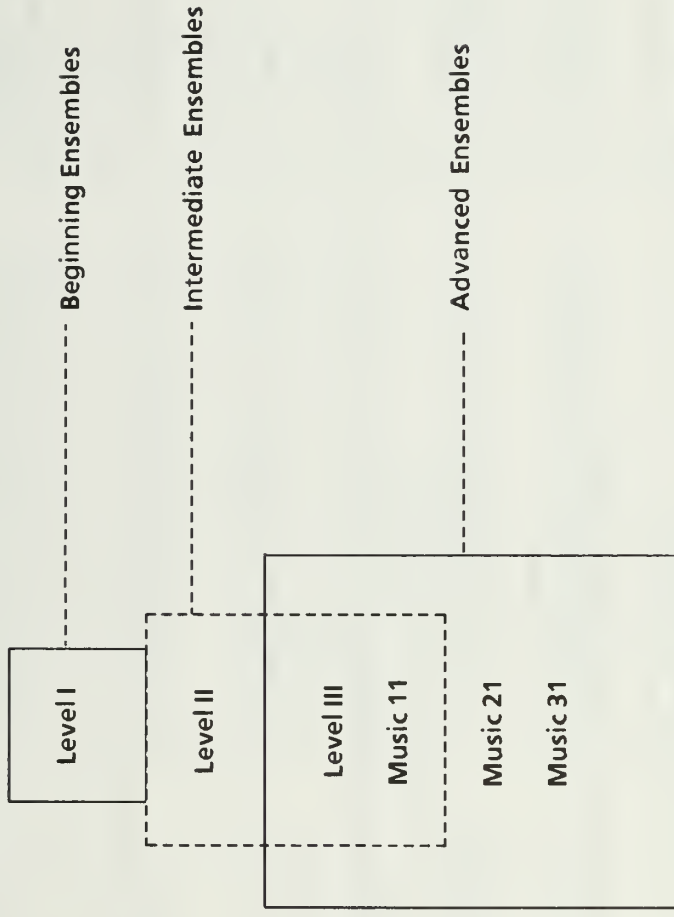 Beginning Ensembles
Intermediate Ensembles
Advanced Ensembles
Level I
Level II
Level III
Music 11
Music 21
Music 31